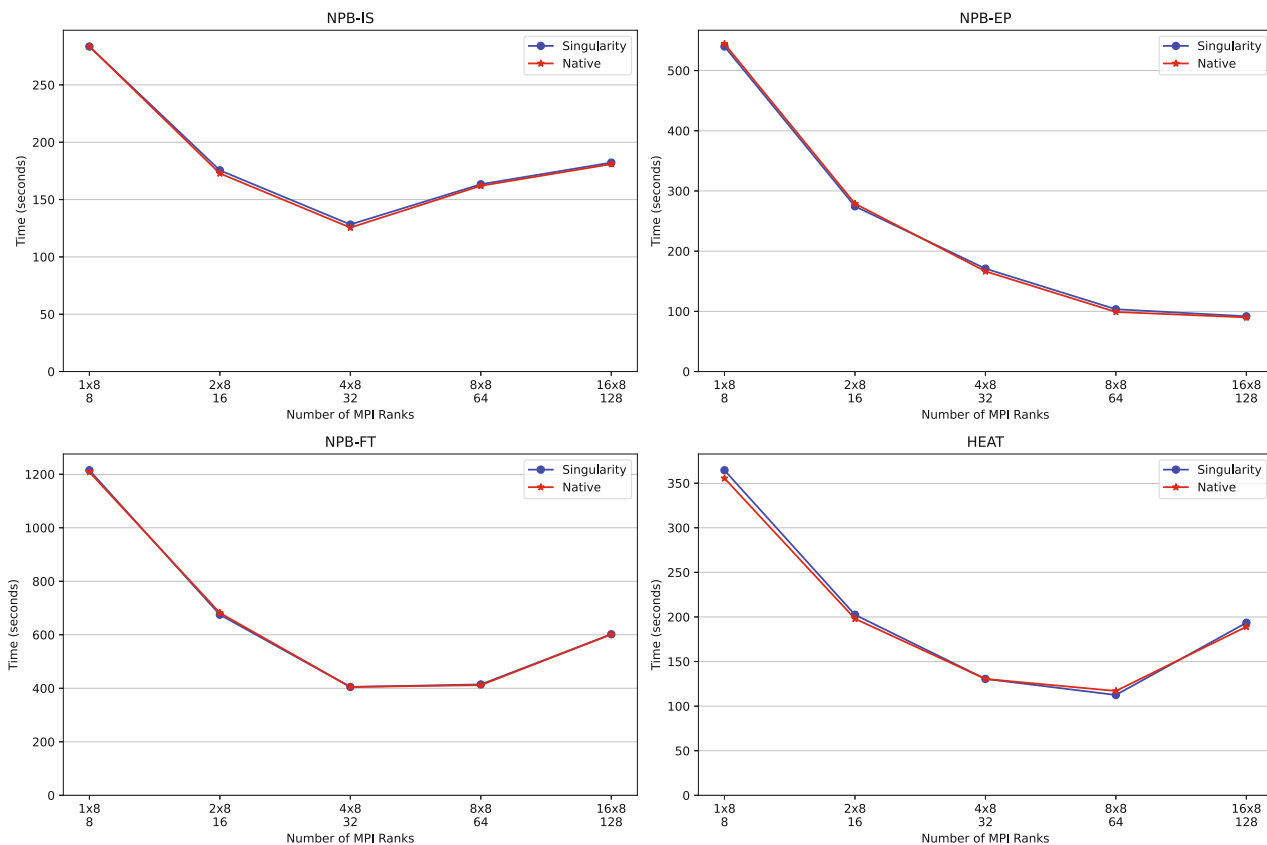 NPB-IS
Singularity
Native
Time (seconds)
250
200
150
100
50
0
1x8
8
2x8
16
4x8
32
8x8
64
16x8
128
Number of MPI Ranks
NPB-EP
Singularity
Native
Time (seconds)
500
400
300
200
100
0
1x8
8
2x8
16
4x8
32
8x8
64
16x8
128
Number of MPI Ranks
NPB-FT
Singularity
Native
Time (seconds)
1200
1000
800
600
400
200
0
1x8
8
2x8
16
4x8
32
8x8
64
16x8
128
Number of MPI Ranks
HEAT
Singularity
Native
Time (seconds)
350
300
250
200
150
100
50
0
1x8
8
2x8
16
4x8
32
8x8
64
16x8
128
Number of MPI Ranks